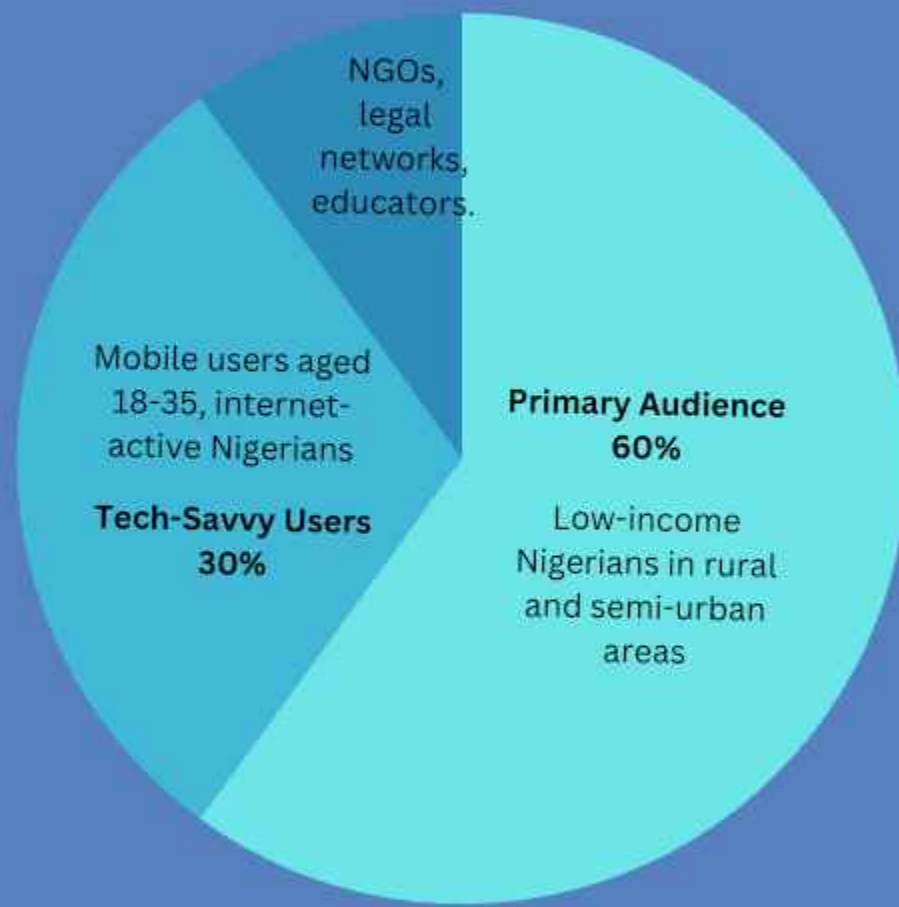 NGOs,
legal
networks,
educators.
Mobile users aged
18-35, internet-
active Nigerians
Tech-Savvy Users
30%
Primary Audience
60%
Low-income
Nigerians in rural
and semi-urban
areas